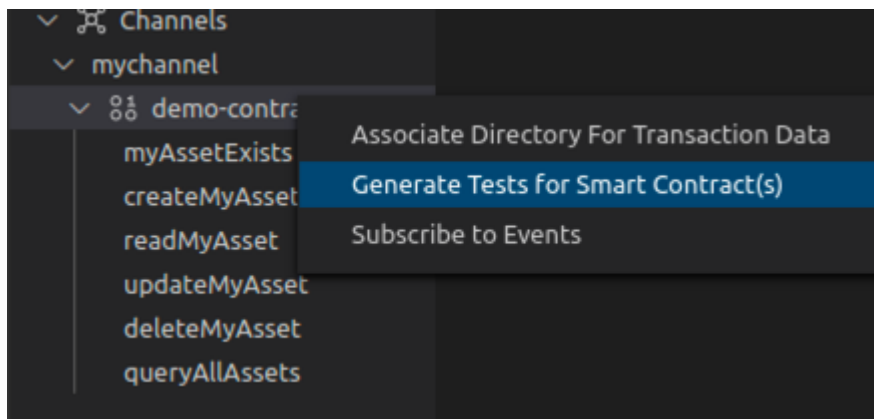 Channels
mychannel
demo-contra
Associate Directory For Transaction Data
myAssetExists
Generate Tests for Smart Contract(s)
createMyAsset
Subscribe to Events
readMyAsset
updateMyAsset
deleteMyAsset
queryAllAssets